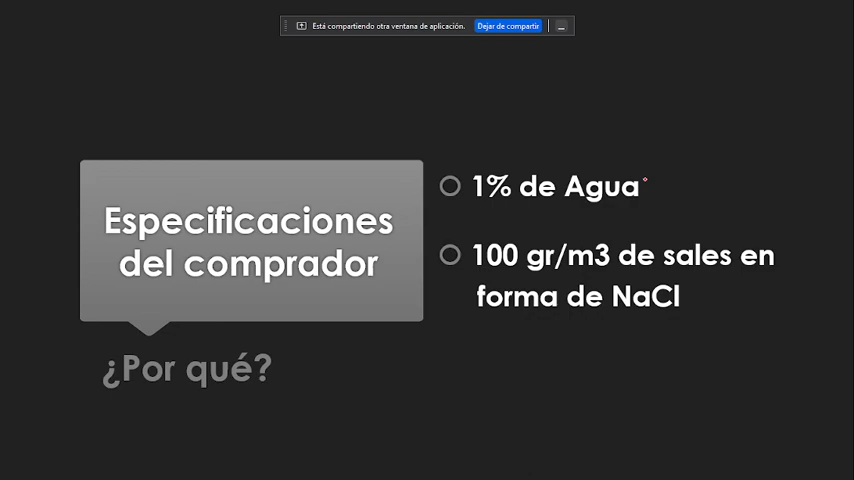 Está compartiendo otra ventana de aplicación. Dejar de compartir
Especificaciones
del comprador
¿Por qué?
1% de Agua
100 gr/m3 de sales en
forma de NaCl